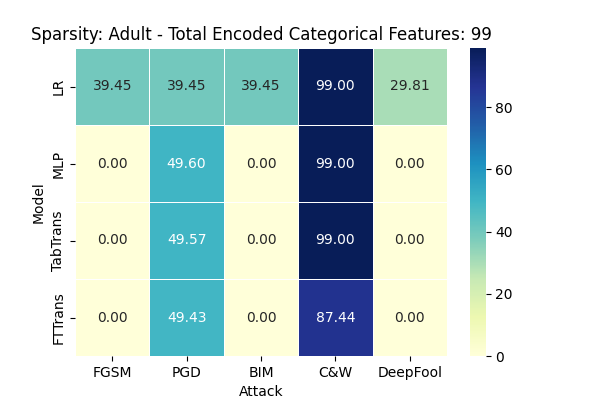 Sparsity: Adult - Total Encoded Categorical Features: 99
LR 39.45 39.45 39.45 99.00 29.81
MLP 0.00 49.60 0.00 99.00 0.00
TabTrans 0.00 49.57 0.00 99.00 0.00
FTTrans 0.00 49.43 0.00 87.44 0.00
Model
FGSM PGD BIM C&W DeepFool
Attack
80
60
40
20
0